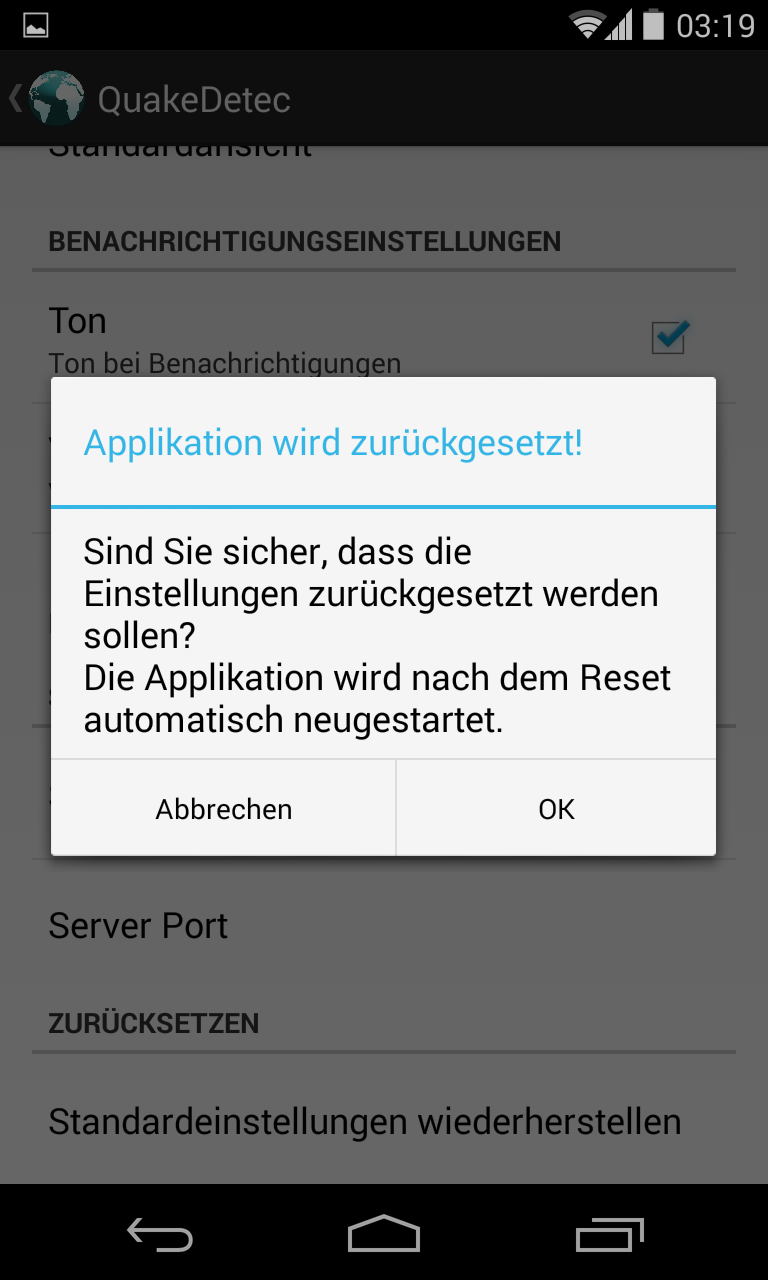 03:19
QuakeDetec
Standardansicht
BENACHRICHTIGUNGSEINSTELLUNGEN
Ton
Ton bei Benachrichtigungen
Applikation wird zurückgesetzt!
Sind Sie sicher, dass die
Einstellungen zurückgesetzt werden
sollen?
Die Applikation wird nach dem Reset
automatisch neugestartet.
Abbrechen
OK
Server Port
ZURÜCKSETZEN
Standardeinstellungen wiederherstellen